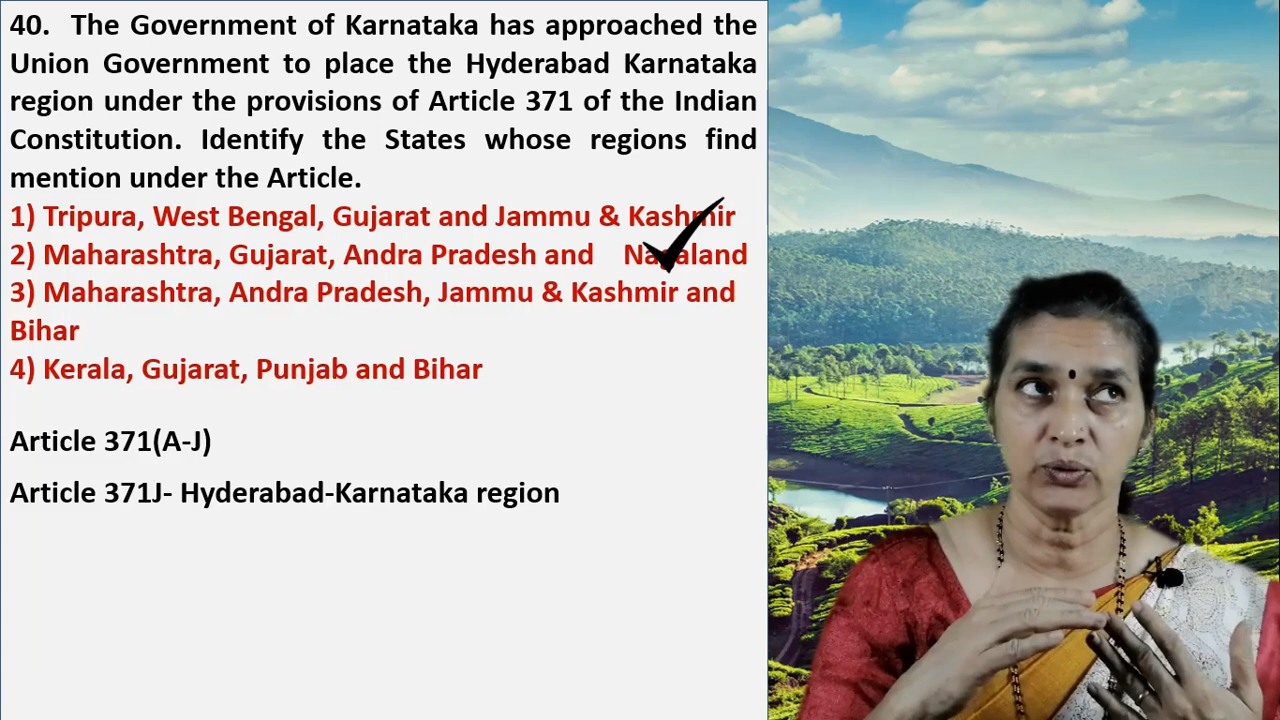 40. The Government of Karnataka has approached the
Union Government to place the Hyderabad Karnataka
region under the provisions of Article 371 of the Indian
Constitution. Identify the States whose regions find
mention under the Article.
1) Tripura, West Bengal, Gujarat and Jammu & Kashmir
2) Maharashtra, Gujarat, Andra Pradesh and Nagaland
3) Maharashtra, Andra Pradesh, Jammu & Kashmir and
Bihar
4) Kerala, Gujarat, Punjab and Bihar
Article 371(A-J)
Article 371J- Hyderabad-Karnataka region